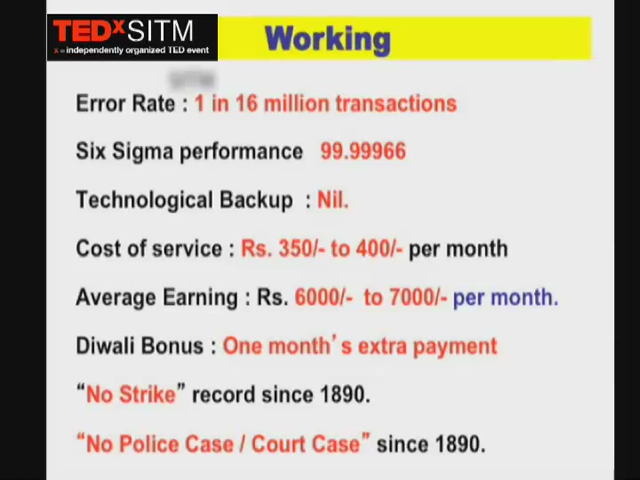 TEDxSITM
x = independently organized TED event
Working
Error Rate : 1 in 16 million transactions
Six Sigma performance 99.99966
Technological Backup : Nil.
Cost of service : Rs. 350/- to 400/- per month
Average Earning : Rs. 6000/- to 7000/- per month.
Diwali Bonus : One month's extra payment
“No Strike” record since 1890.
“No Police Case / Court Case” since 1890.